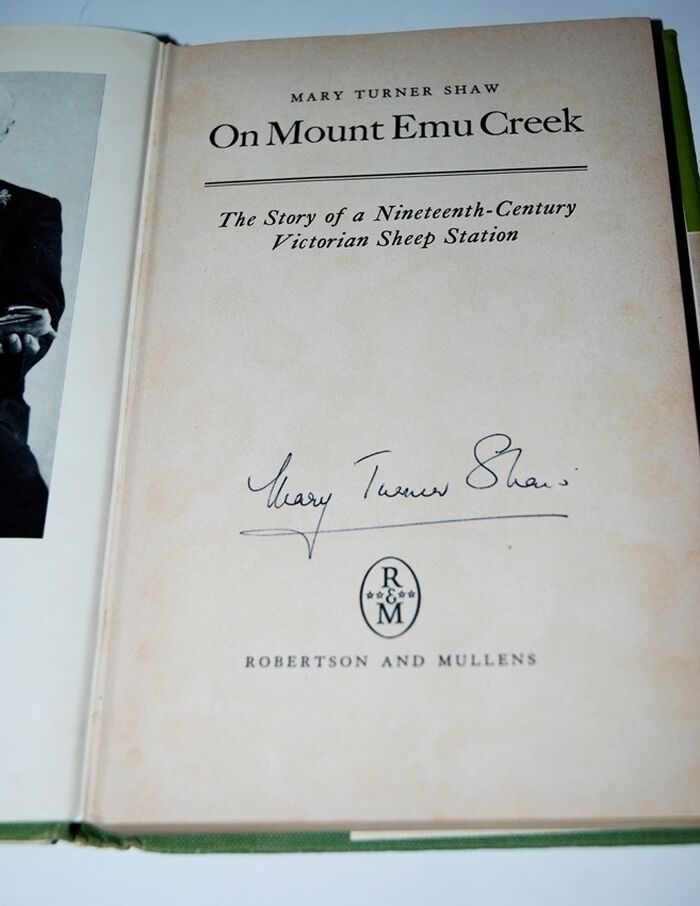 MARY TURNER SHAW
On Mount Emu Creek
The Story of a Nineteenth-Century
Victorian Sheep Station
Mary Turner Shaw
R
☆☆&☆☆
M
ROBERTSON AND MULLENS